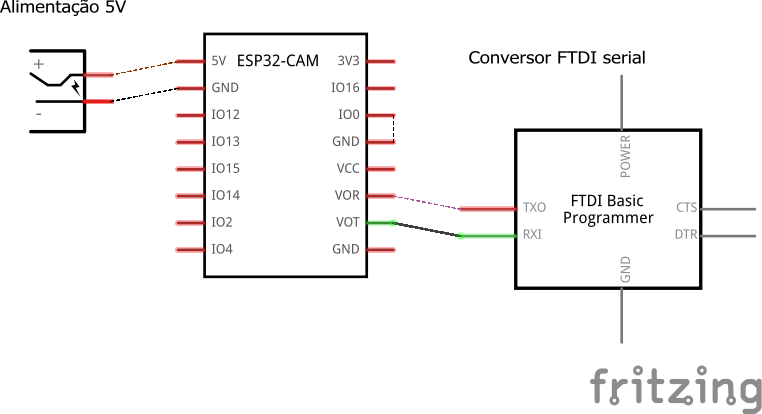 Alimentação 5V
+
-
ESP32-CAM
5V
GND
IO12
IO13
IO15
IO14
IO2
IO4
3V3
IO16
IO0
GND
VCC
VOR
VOT
GND
Conversor FTDI serial
POWER
FTDI Basic
Programmer
TXO
RXI
CTS
DTR
GND
fritzing